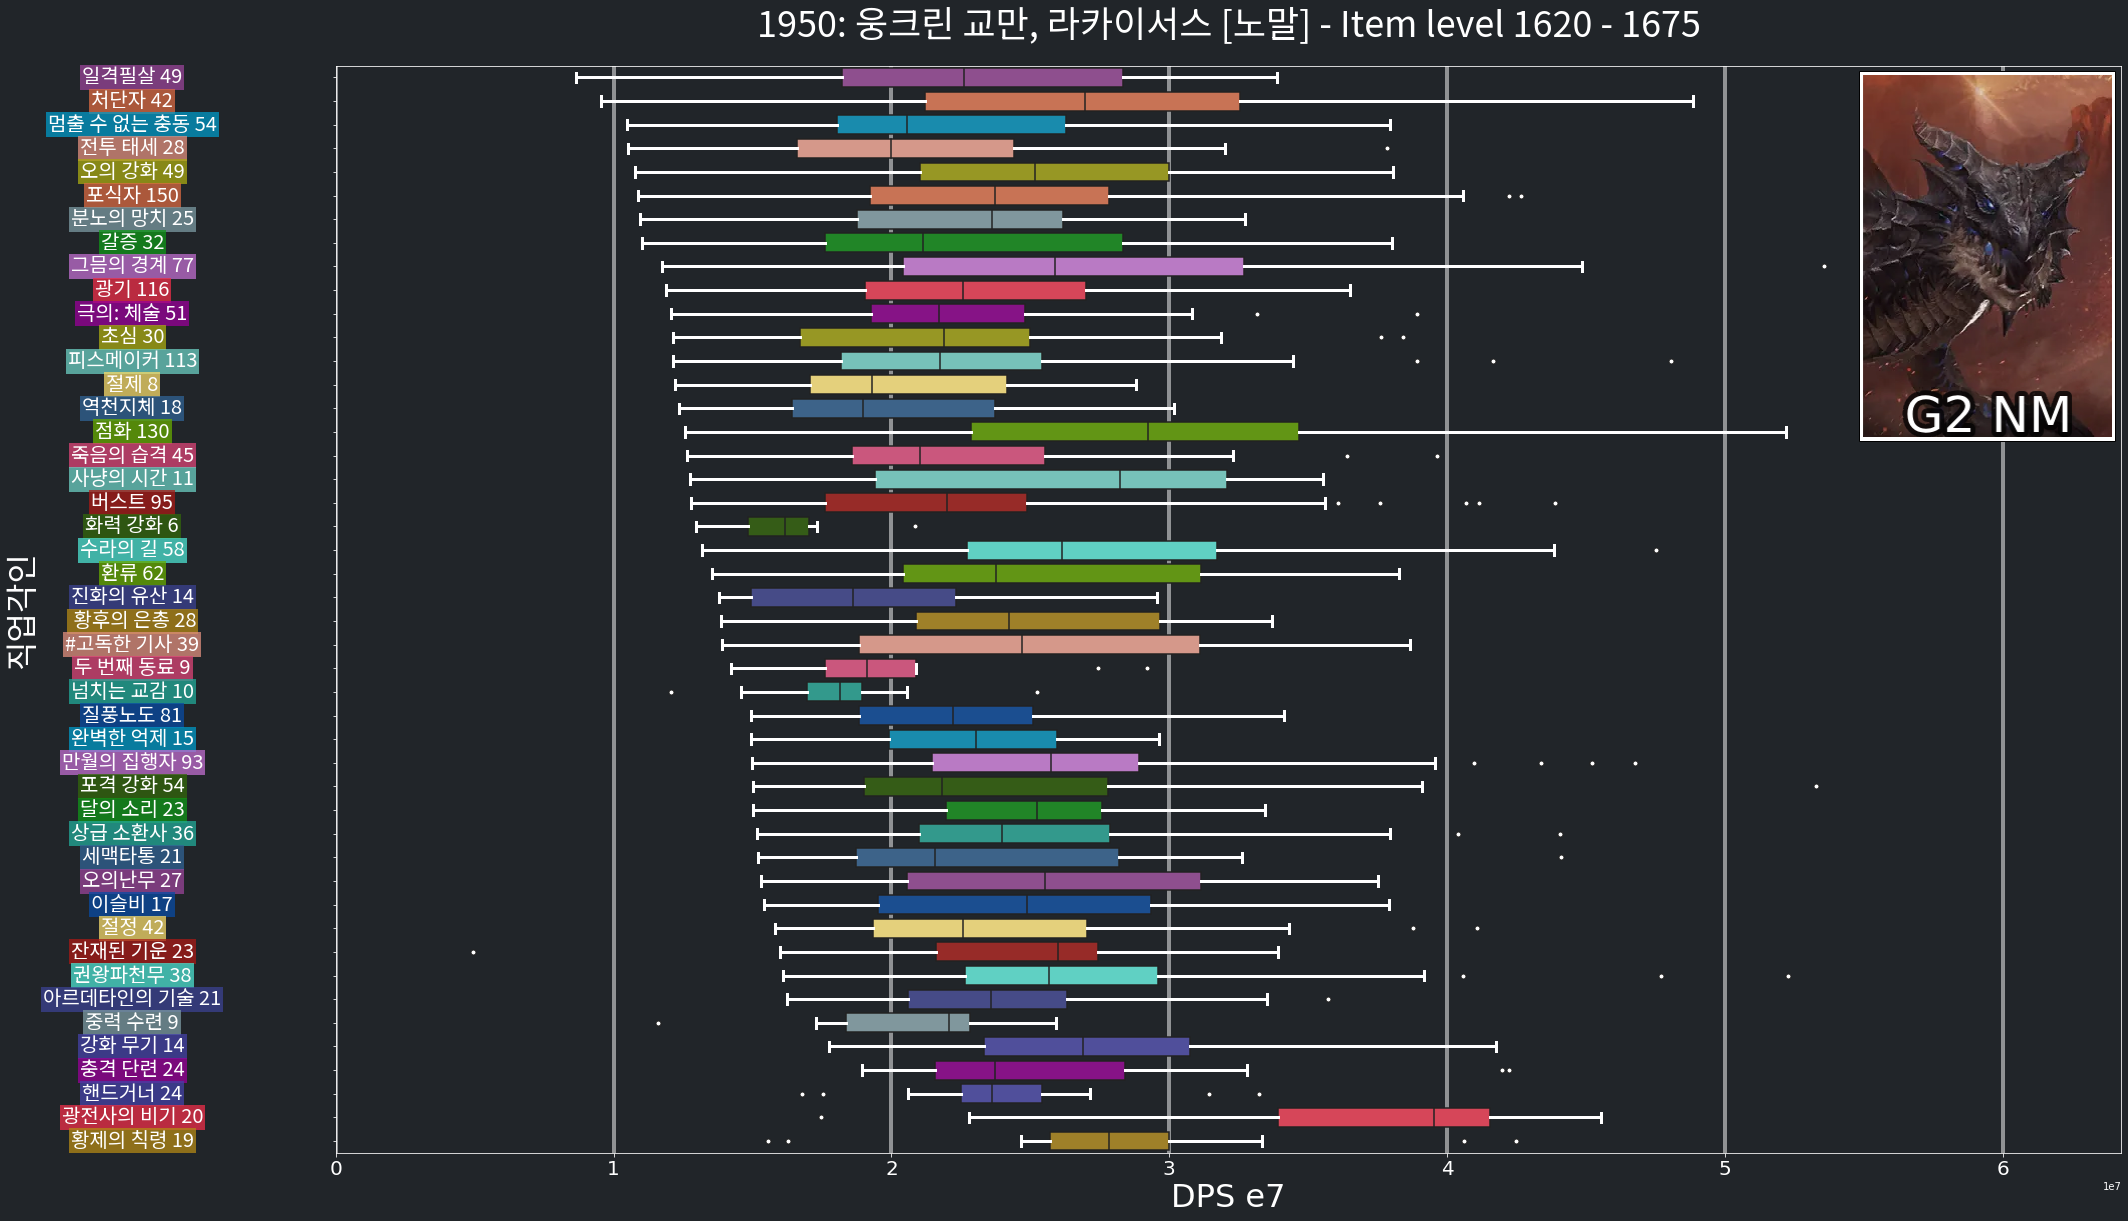 1950: 웅크린 교만, 라카이서스 [노말] - Item level 1620 - 1675
일격필살 49
처단자 42
멈출 수 없는 충동 54
전투 태세 28
오의 강화 49
포식자 150
분노의 망치 25
갈증 32
그믐의 경계 77
광기 116
극의: 체술 51
초심 30
피스메이커 113
절제 8
역천지체 18
점화 130
죽음의 습격 45
사냥의 시간 11
버스트 95
화력 강화 6
수라의 길 58
환류 62
진화의 유산 14
황후의 은총 28
#고독한 기사 39
두 번째 동료 9
넘치는 교감 10
질풍노도 81
완벽한 억제 15
만월의 집행자 93
포격 강화 54
달의 소리 23
상급 소환사 36
세맥타통 21
오의난무 27
이슬비 17
절정 42
잔재된 기운 23
권왕파천무 38
아르데타인의 기술 21
중력 수련 9
강화 무기 14
충격 단련 24
핸드거너 24
광전사의 비기 20
황제의 칙령 19
직업각인
G2 NM
0 1 2 3 4 5 6
DPS e7
1e7